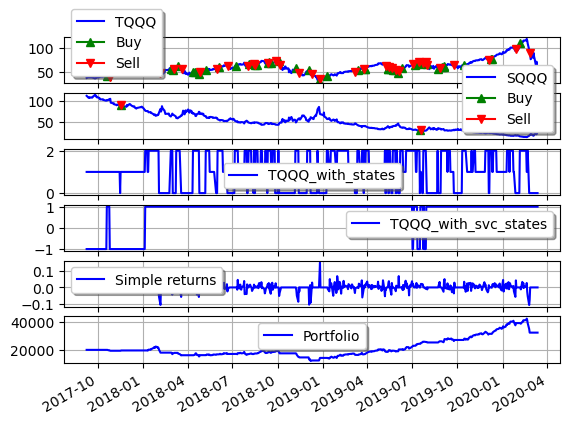 TQQQ
Buy
Sell
100
50
SQQQ
Buy
Sell
100
50
2
0
TQQQ_with_states
1
0
−1
TQQQ_with_svc_states
0.1
0.0
−0.1
Simple returns
40000
20000
Portfolio
2017-10
2018-01
2018-04
2018-07
2018-10
2019-01
2019-04
2019-07
2019-10
2020-01
2020-04